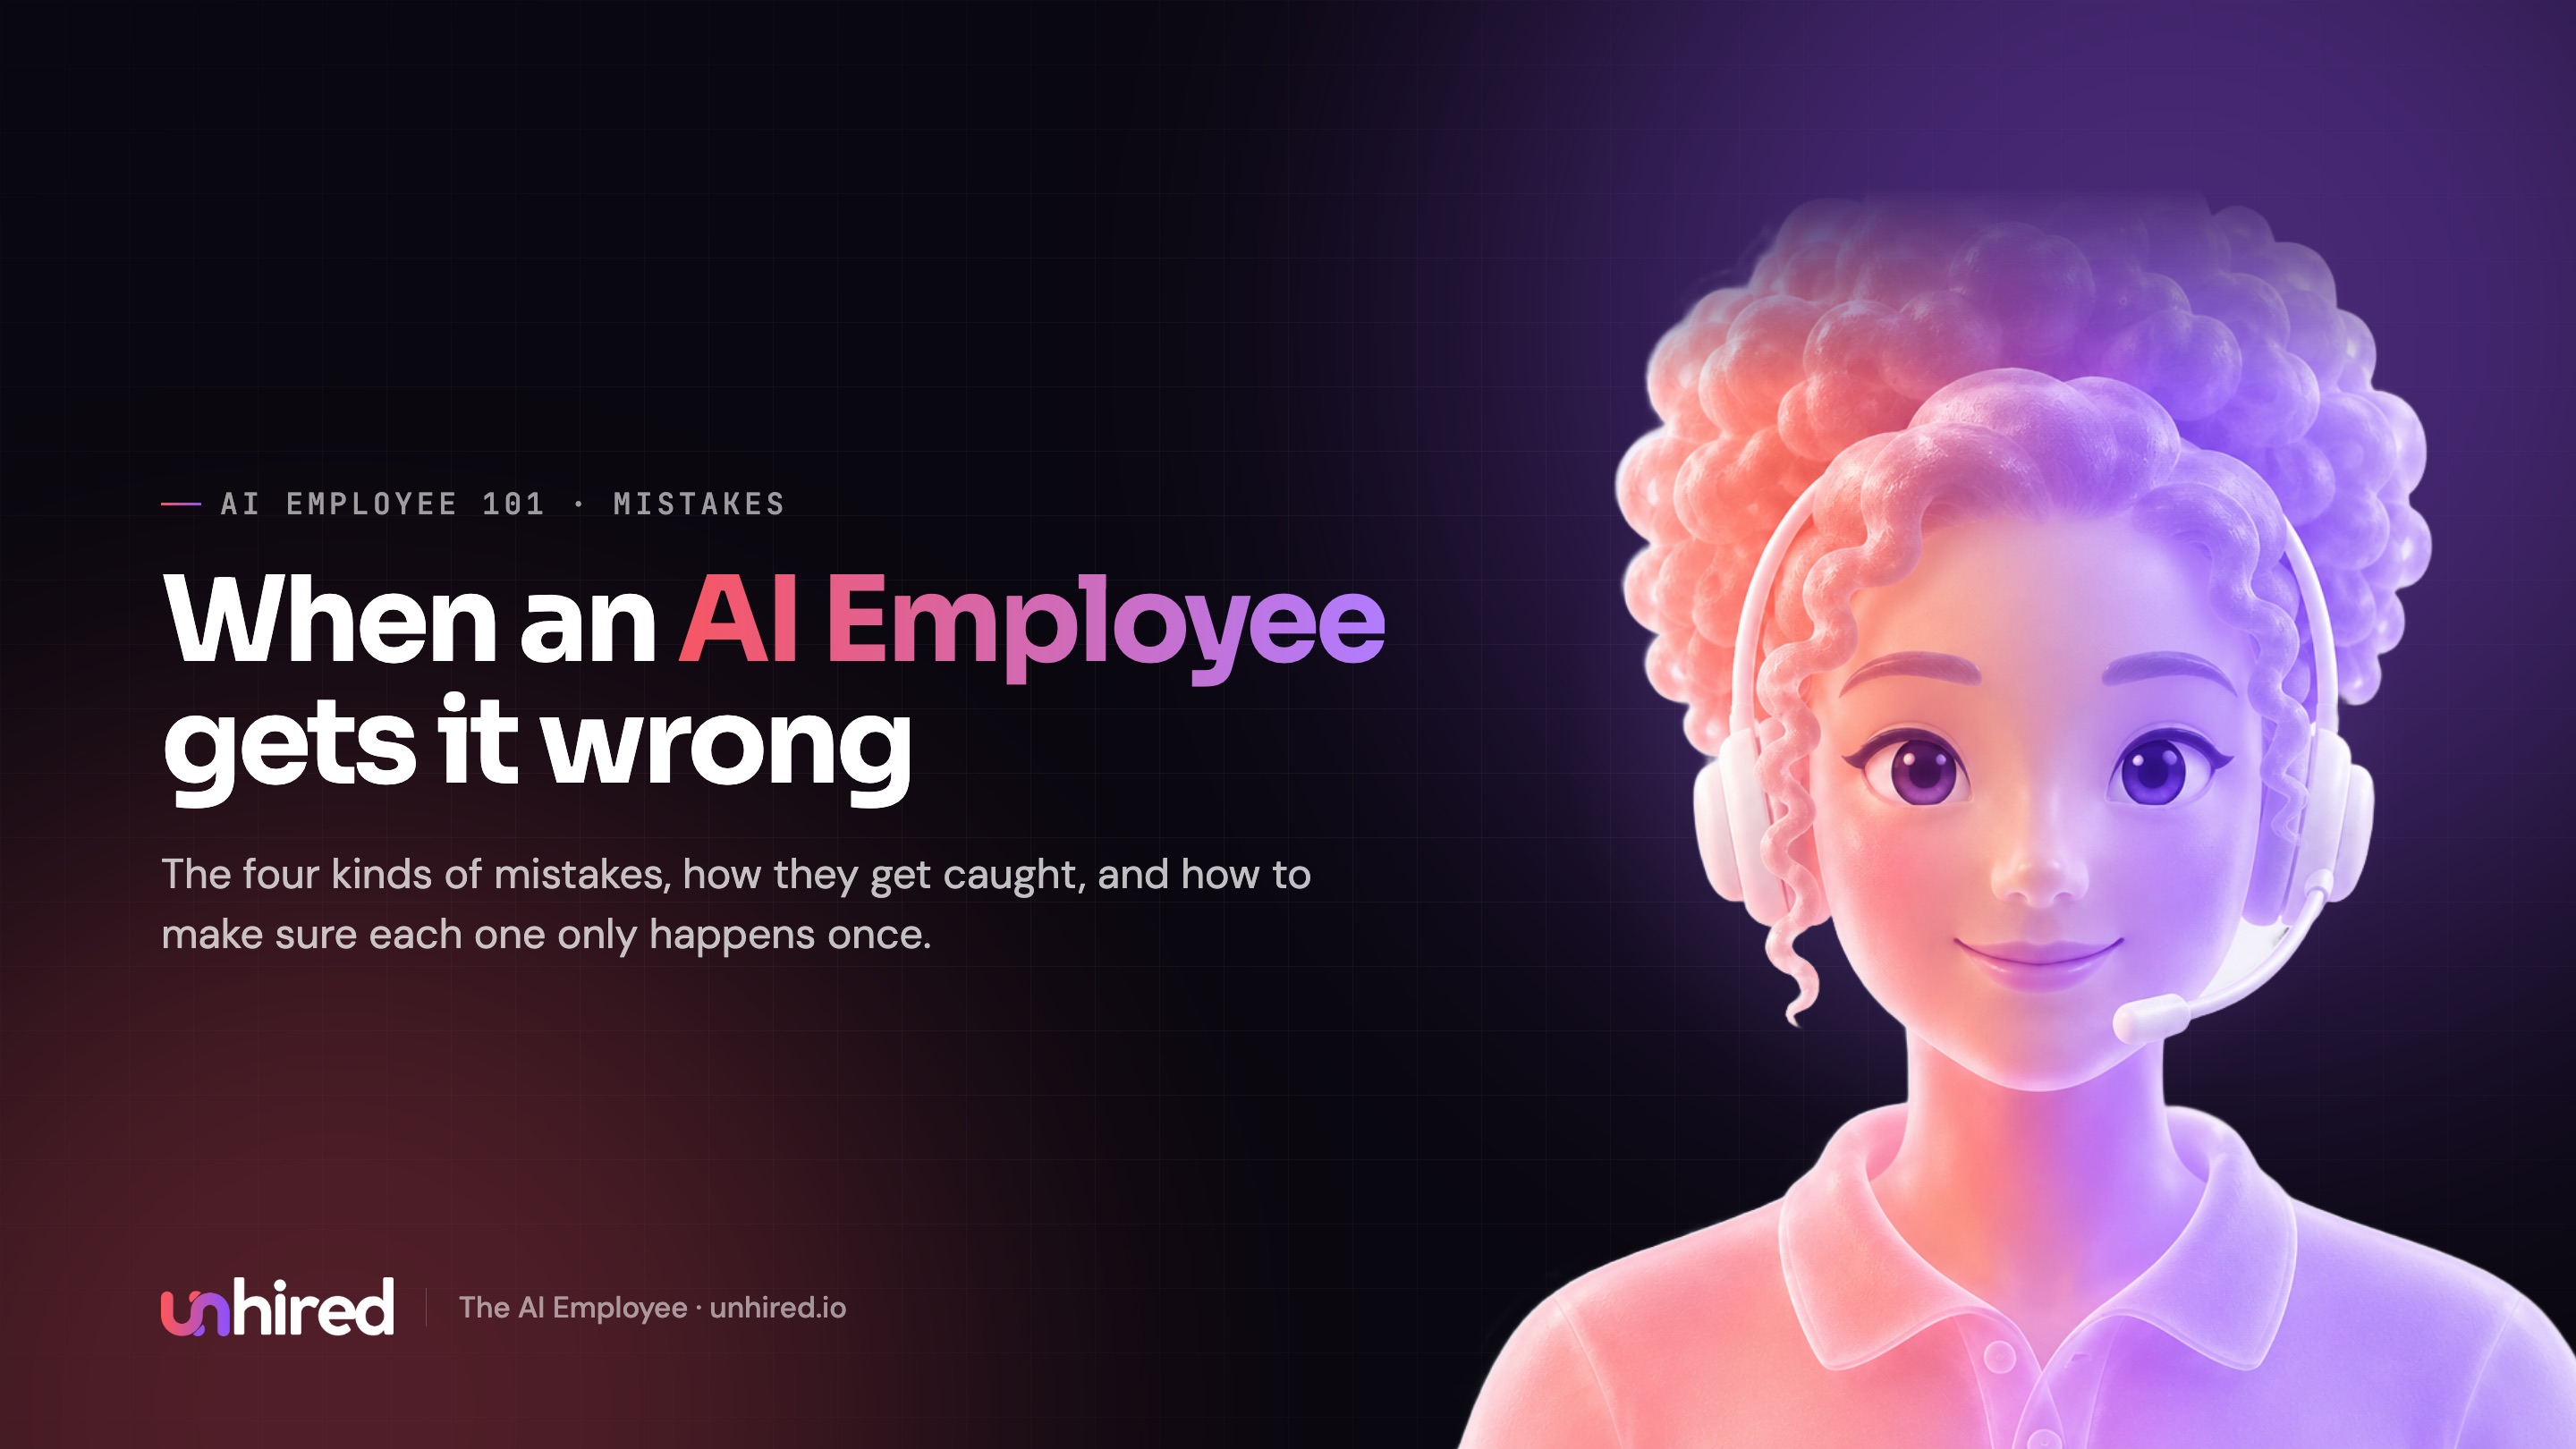 AI EMPLOYEE 101 · MISTAKES
When an AI Employee
gets it wrong
The four kinds of mistakes, how they get caught, and how to
make sure each one only happens once.
unhired
The AI Employee · unhired.io